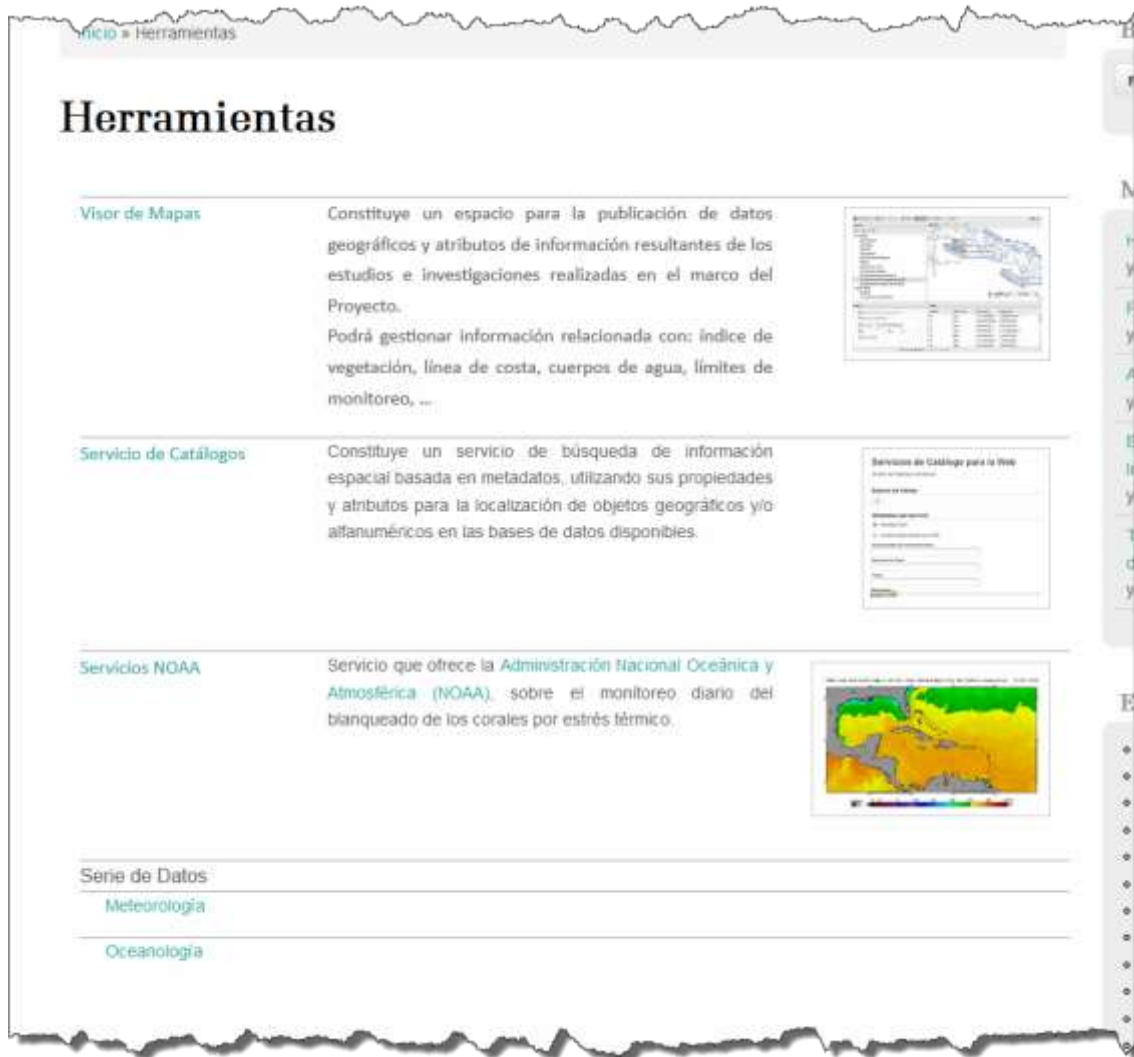 Inicio » Herramientas
Herramientas
Visor de Mapas
Constituye un espacio para la publicación de datos
geográficos y atributos de información resultantes de los
estudios e investigaciones realizadas en el marco del
Proyecto.
Podrá gestionar información relacionada con: índice de
vegetación, línea de costa, cuerpos de agua, límites de
monitoreo, ...
Servicio de Catálogos
Constituye un servicio de búsqueda de información
espacial basada en metadatos, utilizando sus propiedades
y atributos para la localización de objetos geográficos y/o
alfanuméricos en las bases de datos disponibles.
Servicios de Catálogo para la Web
Servicios NOAA
Servicio que ofrece la Administración Nacional Oceánica y
Atmosférica (NOAA), sobre el monitoreo diario del
blanqueado de los corales por estrés térmico.
Serie de Datos
Meteorología
Oceanología